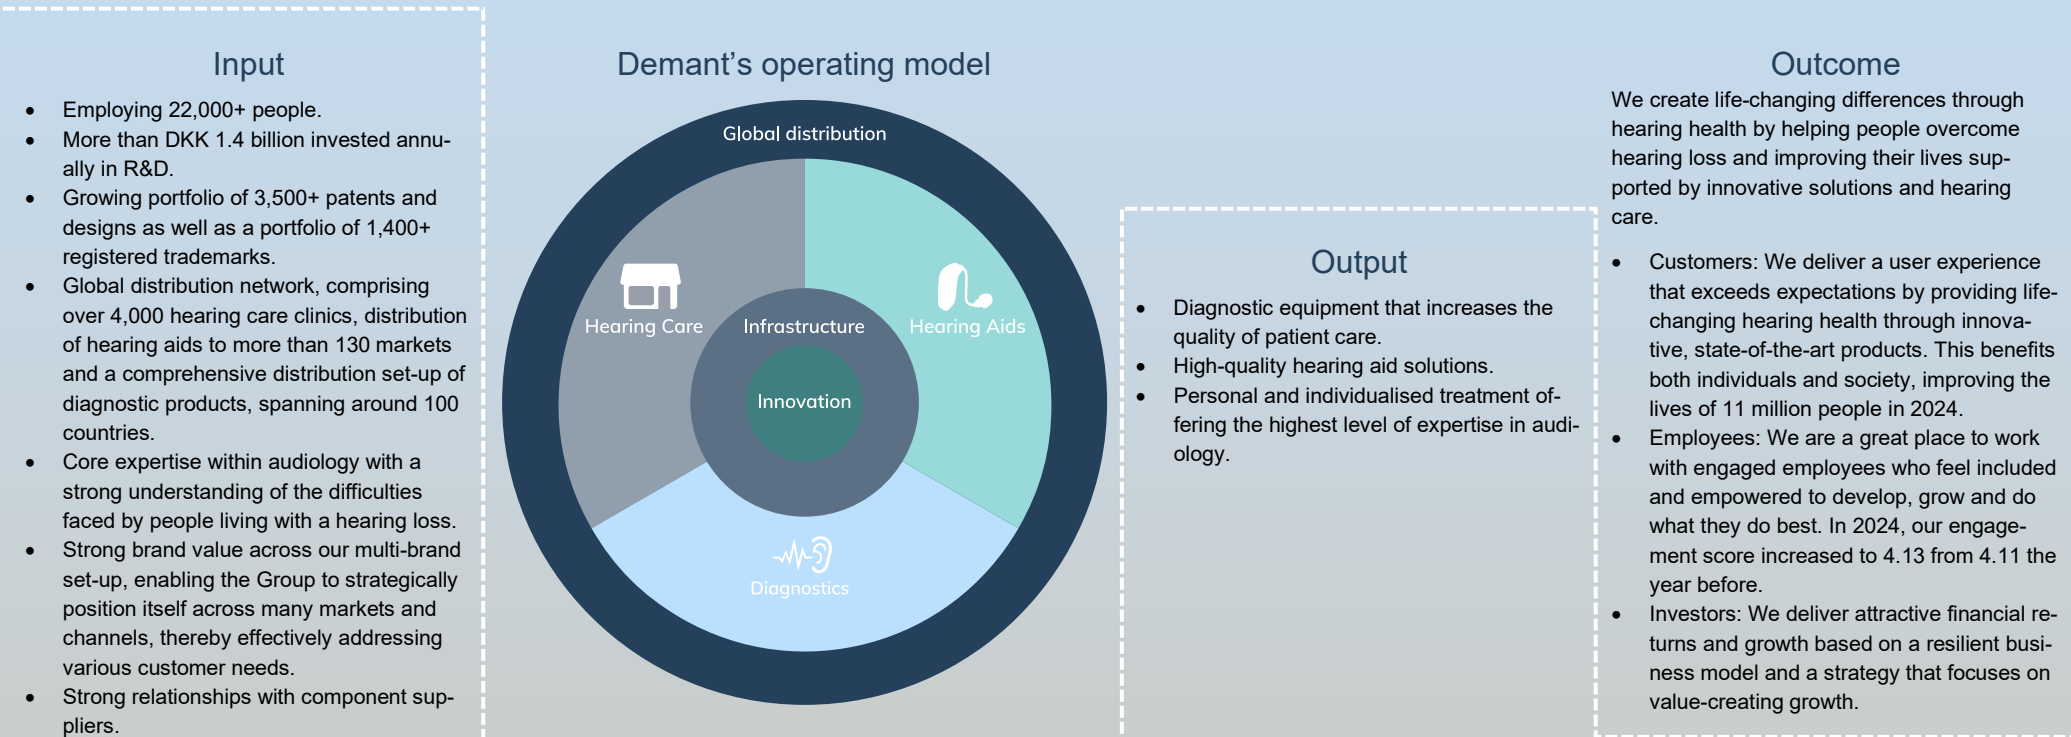 Input
• Employing 22,000+ people.
• More than DKK 1.4 billion invested annu-
ally in R&D.
• Growing portfolio of 3,500+ patents and
designs as well as a portfolio of 1,400+
registered trademarks.
• Global distribution network, comprising
over 4,000 hearing care clinics, distribution
of hearing aids to more than 130 markets
and a comprehensive distribution set-up of
diagnostic products, spanning around 100
countries.
• Core expertise within audiology with a
strong understanding of the difficulties
faced by people living with a hearing loss.
• Strong brand value across our multi-brand
set-up, enabling the Group to strategically
position itself across many markets and
channels, thereby effectively addressing
various customer needs.
• Strong relationships with component sup-
pliers.
Demant’s operating model
Global distribution
Hearing Care
Infrastructure
Hearing Aids
Innovation
Diagnostics
Output
• Diagnostic equipment that increases the
quality of patient care.
• High-quality hearing aid solutions.
• Personal and individualised treatment of-
fering the highest level of expertise in audi-
ology.
Outcome
We create life-changing differences through
hearing health by helping people overcome
hearing loss and improving their lives sup-
ported by innovative solutions and hearing
care.
• Customers: We deliver a user experience
that exceeds expectations by providing life-
changing hearing health through innova-
tive, state-of-the-art products. This benefits
both individuals and society, improving the
lives of 11 million people in 2024.
• Employees: We are a great place to work
with engaged employees who feel included
and empowered to develop, grow and do
what they do best. In 2024, our engage-
ment score increased to 4.13 from 4.11 the
year before.
• Investors: We deliver attractive financial re-
turns and growth based on a resilient busi-
ness model and a strategy that focuses on
value-creating growth.